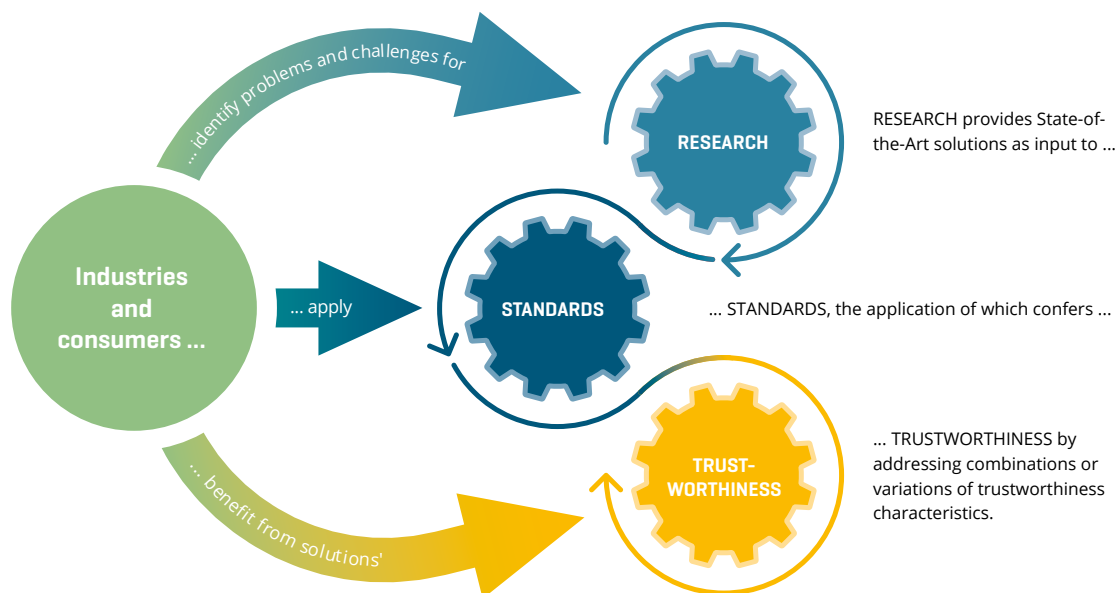 ... identify problems and challenges for
RESEARCH
RESEARCH provides State-of-
the-Art solutions as input to ...
Industries
and
consumers ...
... apply
STANDARDS
... STANDARDS, the application of which confers ...
... benefit from solutions'
TRUST-
WORTHINESS
... TRUSTWORTHINESS by
addressing combinations or
variations of trustworthiness
characteristics.